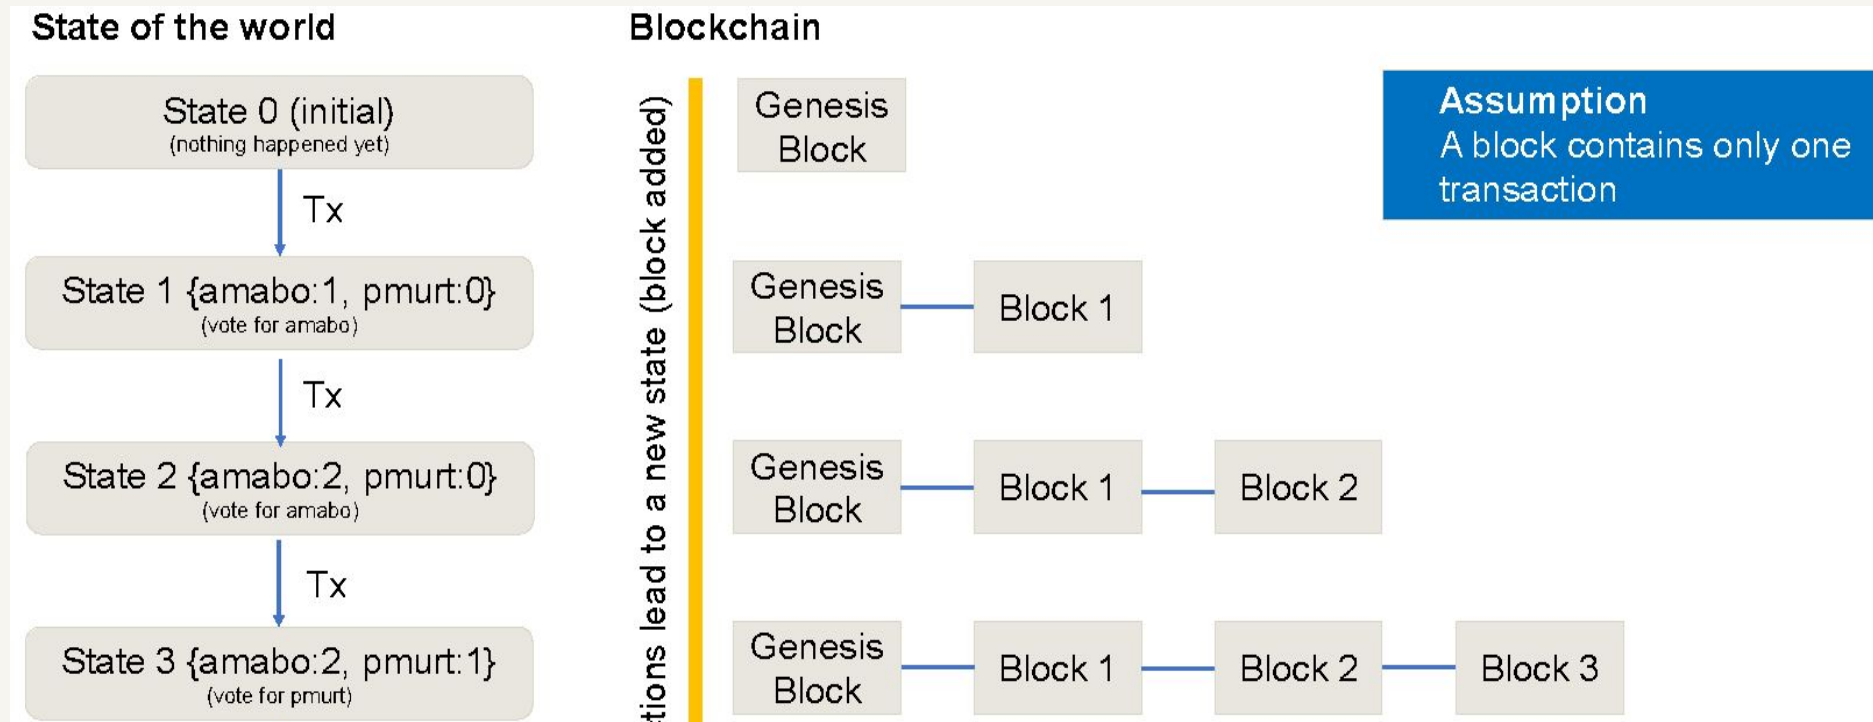 State of the world
State 0 (initial)
(nothing happened yet)
Tx
State 1 {amabo:1, pmurt:0}
(vote for amabo)
Tx
State 2 {amabo:2, pmurt:0}
(vote for amabo)
Tx
State 3 {amabo:2, pmurt:1}
(vote for pmurt)
Blockchain
tions lead to a new state (block added)
Genesis
Block
Genesis
Block
Block 1
Genesis
Block
Block 1
Block 2
Genesis
Block
Block 1
Block 2
Block 3
Assumption
A block contains only one
transaction